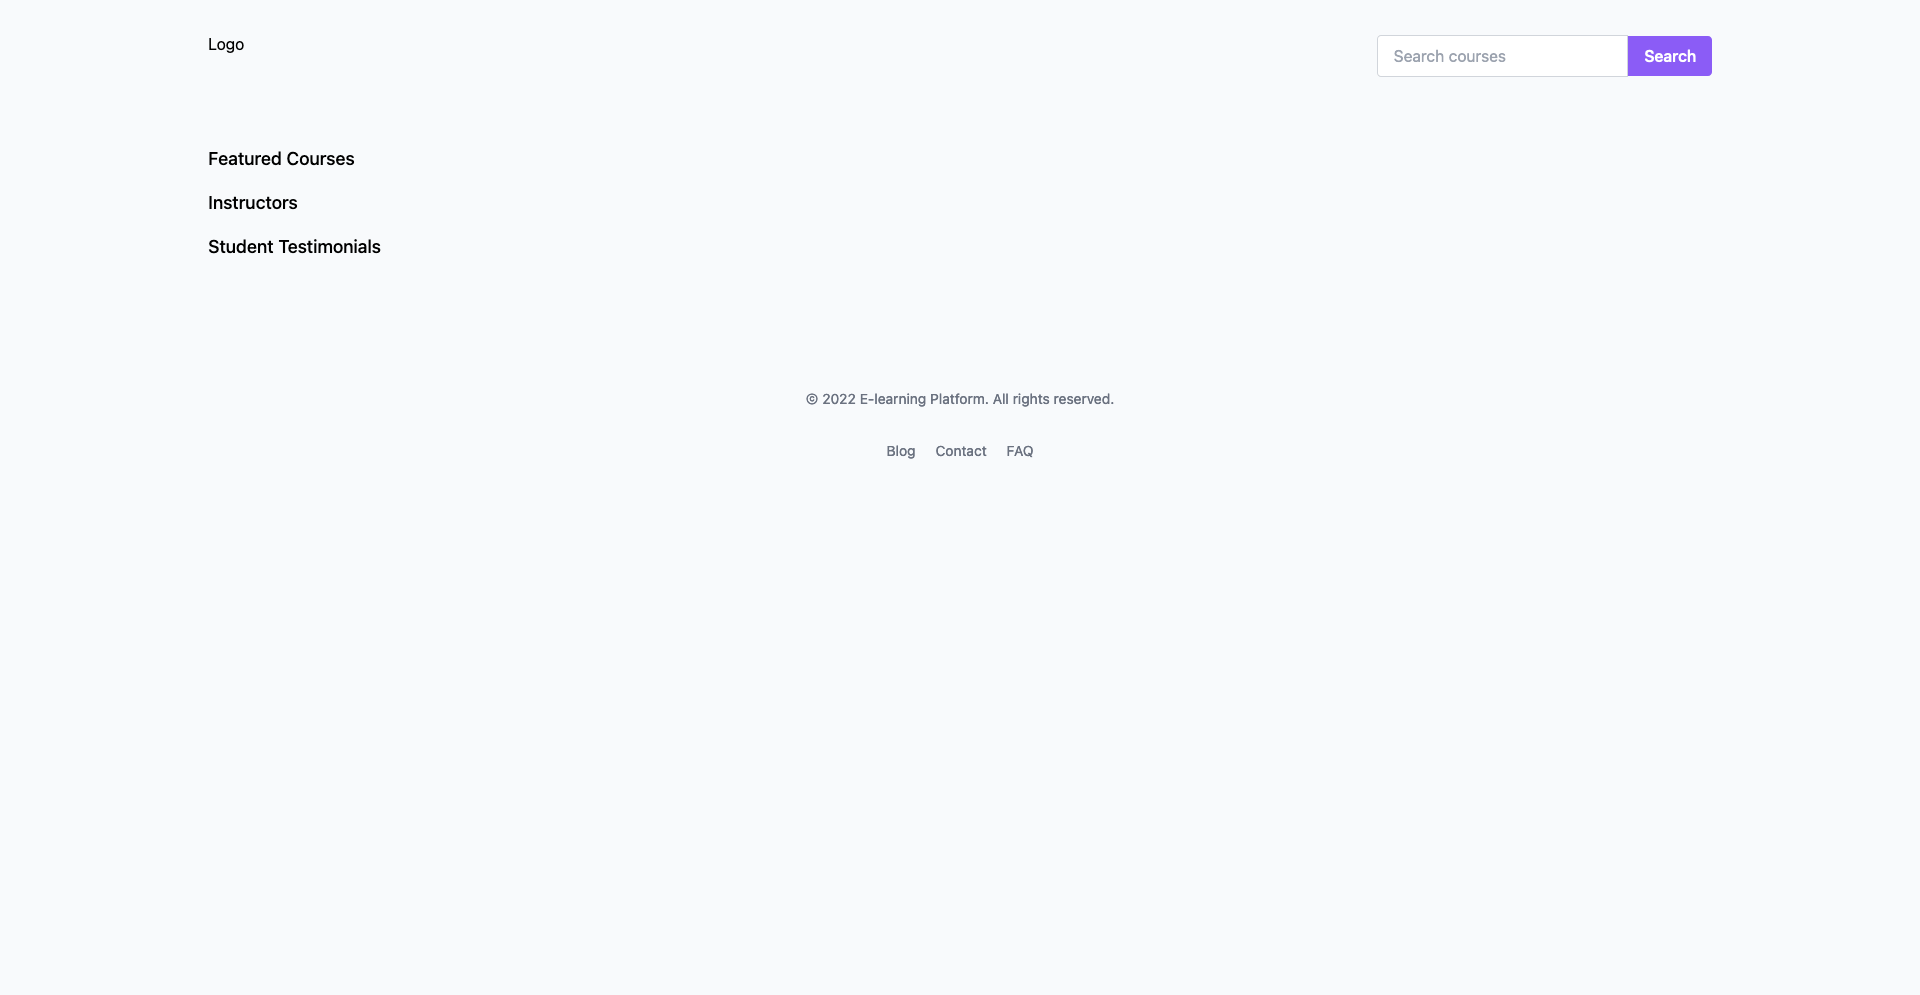 Logo
Search courses
Search
Featured Courses
Instructors
Student Testimonials
© 2022 E-learning Platform. All rights reserved.
Blog Contact FAQ